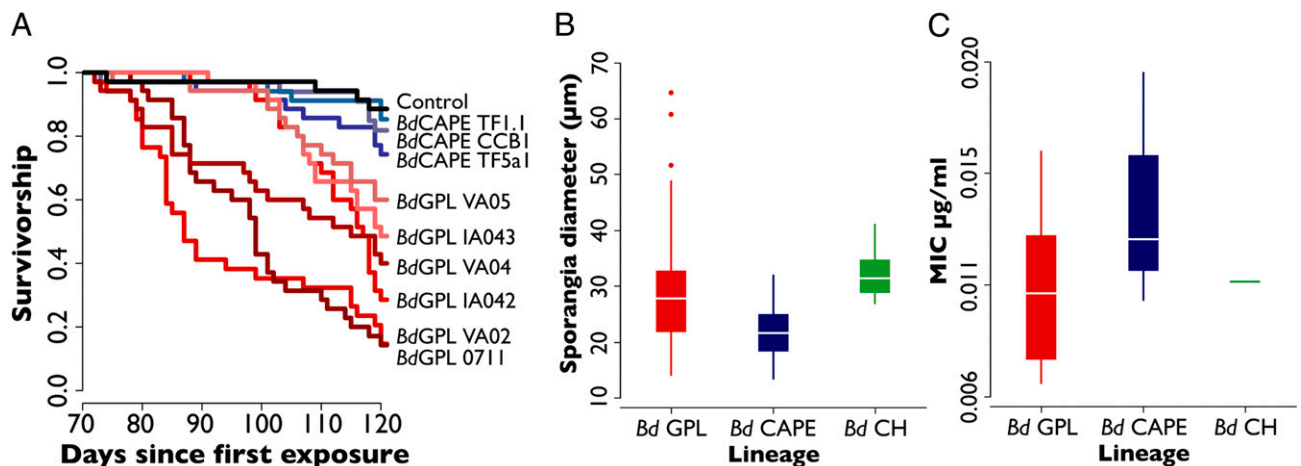 A
Survivorship
1.0
0.8
0.6
0.4
0.2
0.0
Control
BdCAPE TF1.1
BdCAPE CCB1
BdCAPE TF5a1
BdGPL VA05
BdGPL IA043
BdGPL VA04
BdGPL IA042
BdGPL VA02
BdGPL 0711
70 80 90 100 110 120
Days since first exposure
B
Sporangia diameter (µm)
70
60
50
40
30
20
10
Bd GPL Bd CAPE Bd CH
Lineage
C
MIC µg/ml
0.020
0.015
0.011
0.006
Bd GPL Bd CAPE Bd CH
Lineage